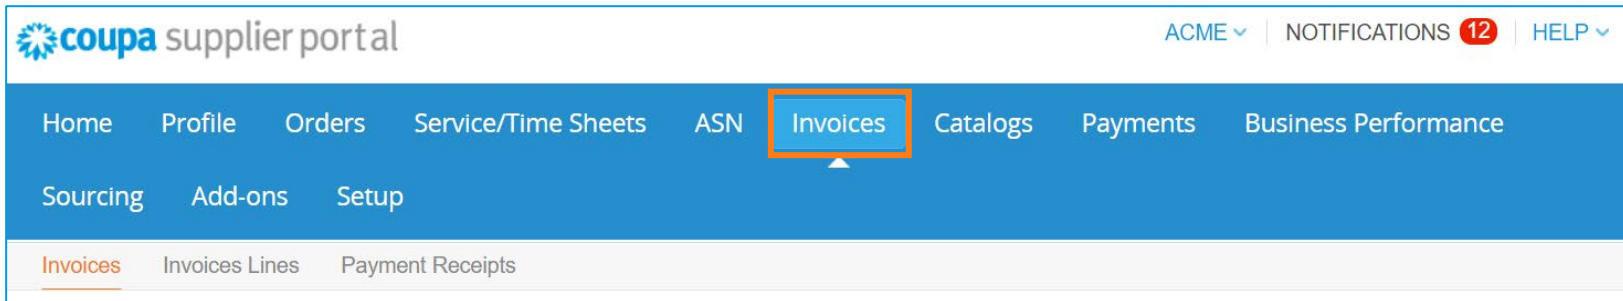 coupa supplier portal ACME NOTIFICATIONS 12 HELP
Home Profile Orders Service/Time Sheets ASN Invoices Catalogs Payments Business Performance
Sourcing Add-ons Setup
Invoices Invoices Lines Payment Receipts